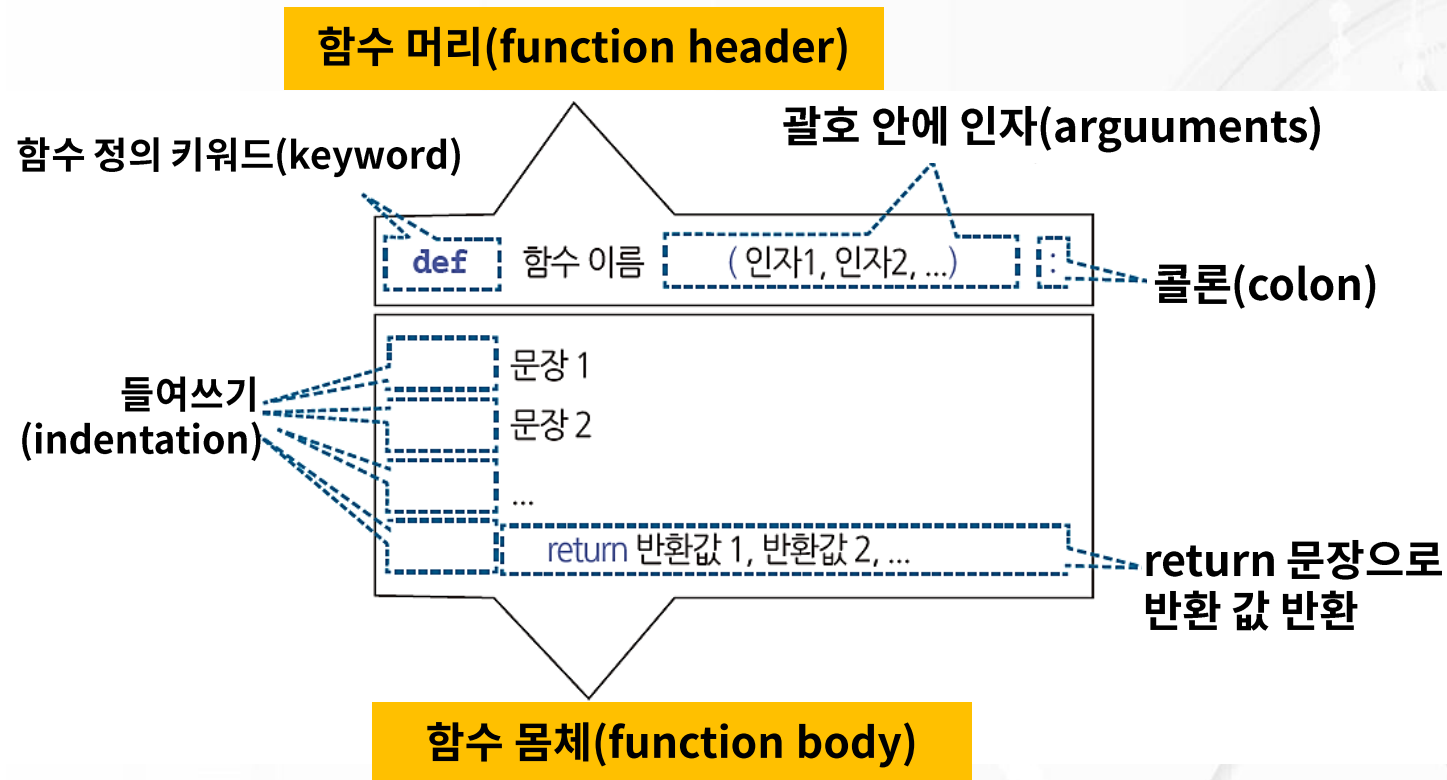 함수 머리(function header)
괄호 안에 인자(arguuments)
함수 정의 키워드(keyword)
def 함수 이름 ( 인자1, 인자2, ...) :
콜론(colon)
문장 1
들여쓰기
(indentation)
문장 2
...
return 반환값 1, 반환값 2, ...
return 문장으로
반환 값 반환
함수 몸체(function body)